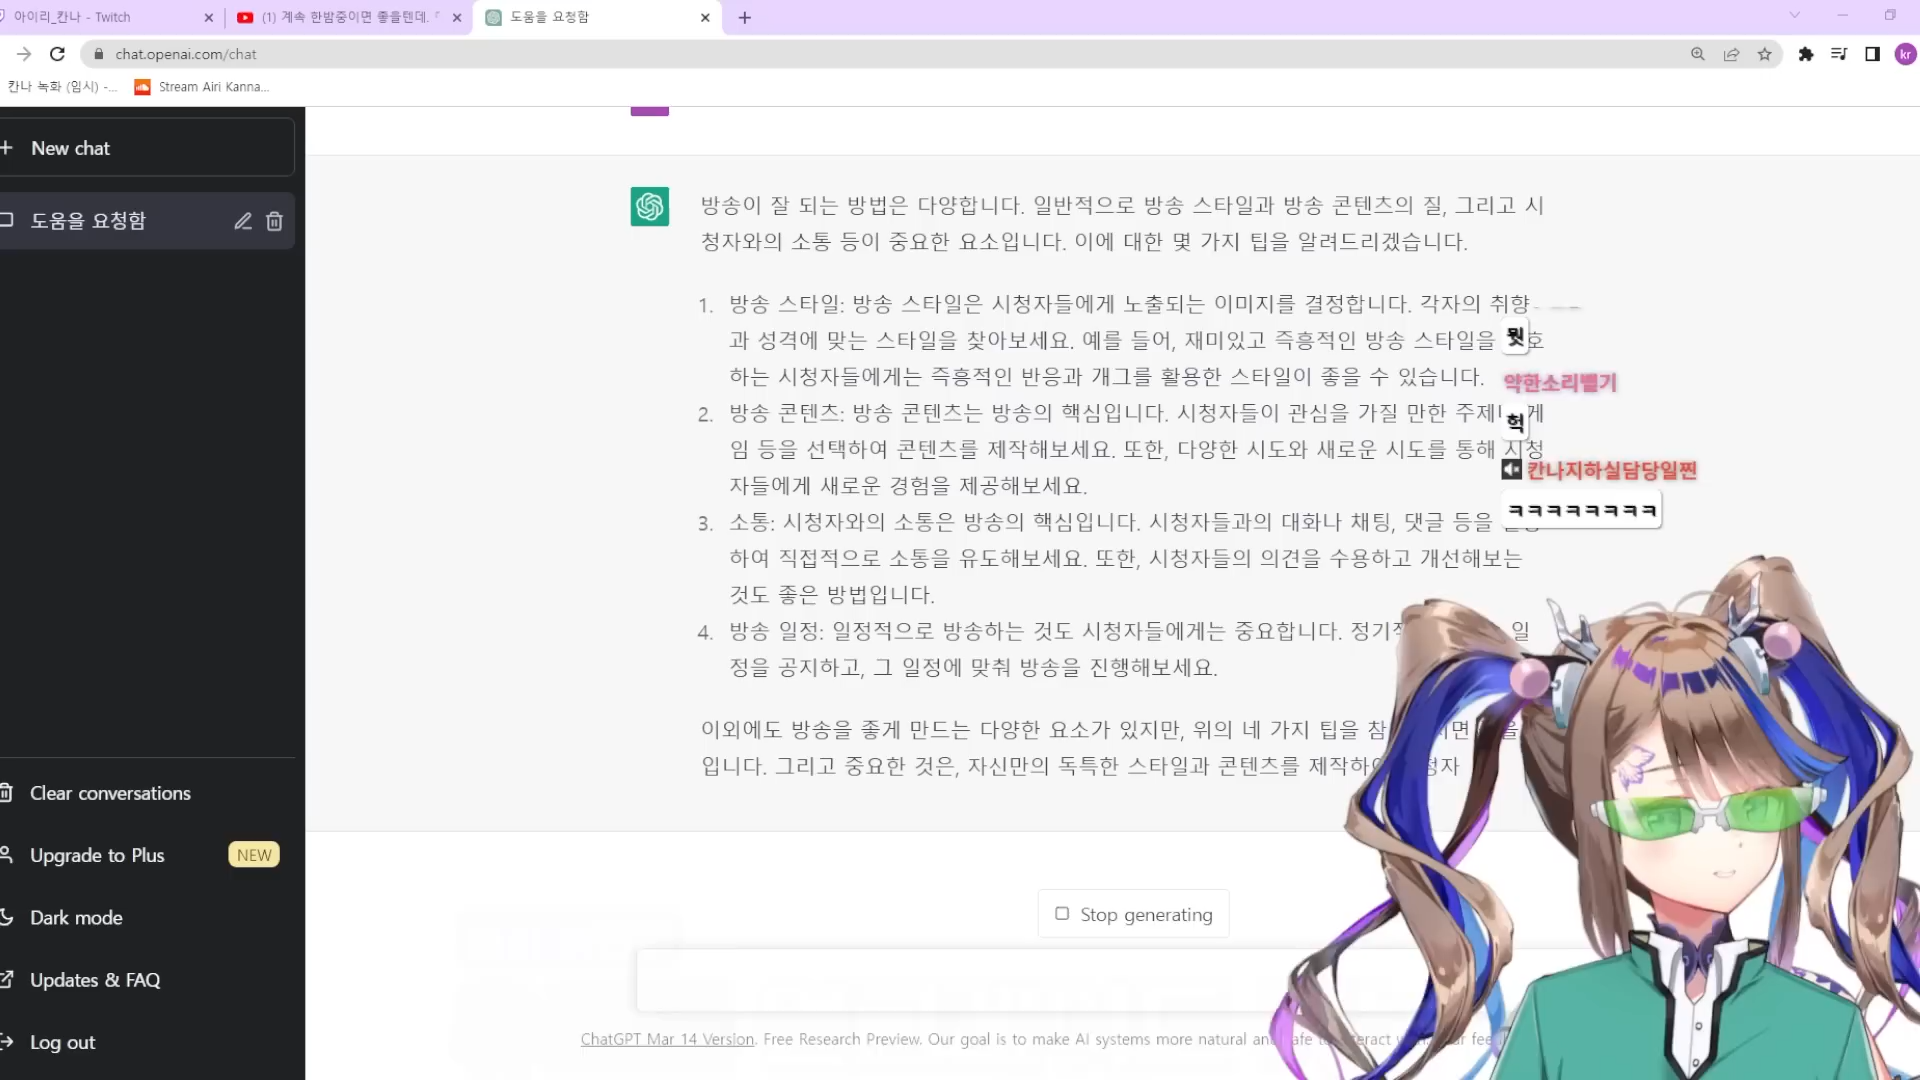 아이리_칸나 - Twitch
(1) 계속 한밤중이면 좋을텐데.
도움을 요청함
chat.openai.com/chat
kr
칸나 녹화 (임시) -...
Stream Airi Kanna...
New chat
도움을 요청함
Clear conversations
Upgrade to Plus
NEW
Dark mode
Updates & FAQ
Log out
방송이 잘 되는 방법은 다양합니다. 일반적으로 방송 스타일과 방송 콘텐츠의 질, 그리고 시
청자와의 소통 등이 중요한 요소입니다. 이에 대한 몇 가지 팁을 알려드리겠습니다.
1. 방송 스타일: 방송 스타일은 시청자들에게 노출되는 이미지를 결정합니다. 각자의 취향
과 성격에 맞는 스타일을 찾아보세요. 예를 들어, 재미있고 즉흥적인 방송 스타일을 호
하는 시청자들에게는 즉흥적인 반응과 개그를 활용한 스타일이 좋을 수 있습니다.
2. 방송 콘텐츠: 방송 콘텐츠는 방송의 핵심입니다. 시청자들이 관심을 가질 만한 게
임 등을 선택하여 콘텐츠를 제작해보세요. 또한, 다양한 시도와 새로운 시도를 통해 시청
자들에게 새로운 경험을 제공해보세요.
3. 소통: 시청자와의 소통은 방송의 핵심입니다. 시청자들과의 대화나 채팅, 댓글 등을
하여 직접적으로 소통을 유도해보세요. 또한, 시청자들의 의견을 수용하고 개선해보는
것도 좋은 방법입니다.
4. 방송 일정: 일정적으로 방송하는 것도 시청자들에게는 중요합니다. 일
정을 공지하고, 그 일정에 맞춰 방송을 진행해보세요.
이외에도 방송을 좋게 만드는 다양한 요소가 있지만, 위의 네 가지 팁을
입니다. 그리고 중요한 것은, 자신만의 독특한 스타일과 콘텐츠를
뭣
약한소리뱉기
헉
칸나지하실담당일찐
ㅋㅋㅋㅋㅋㅋㅋㅋ
Stop generating
ChatGPT Mar 14 Version. Free Research Preview. Our goal is to make AI systems more natural and